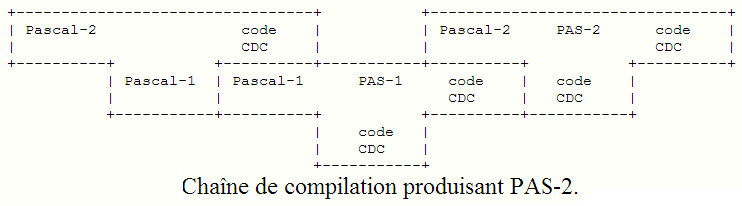 Pascal-2 code Pascal-2 PAS-2 code
CDC CDC
Pascal-1 Pascal-1 PAS-1 code code
CDC CDC
code
CDC
Chaîne de compilation produisant PAS-2.